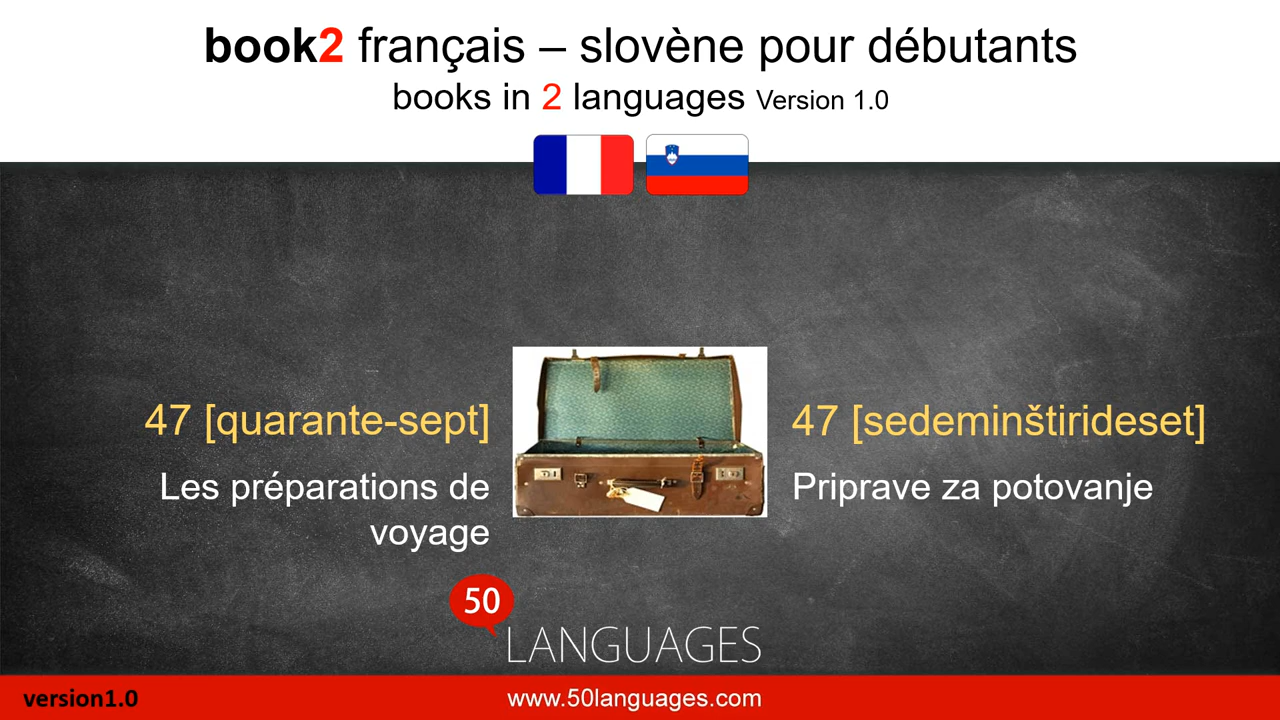 book2 français – slovène pour débutants
books in 2 languages Version 1.0
47 [quarante-sept]
Les préparations de
voyage
47 [sedeminštirideset]
Priprave za potovanje
50
LANGUAGES
version1.0
www.50languages.com